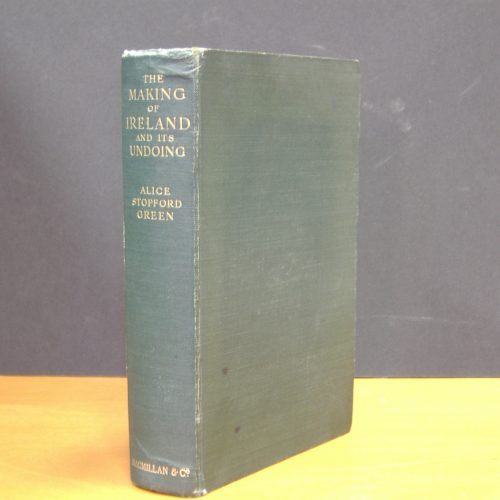 THE
MAKING
OF
IRELAND
AND ITS
UNDOING
ALICE
STOPFORD
GREEN
MACMILLAN & Co